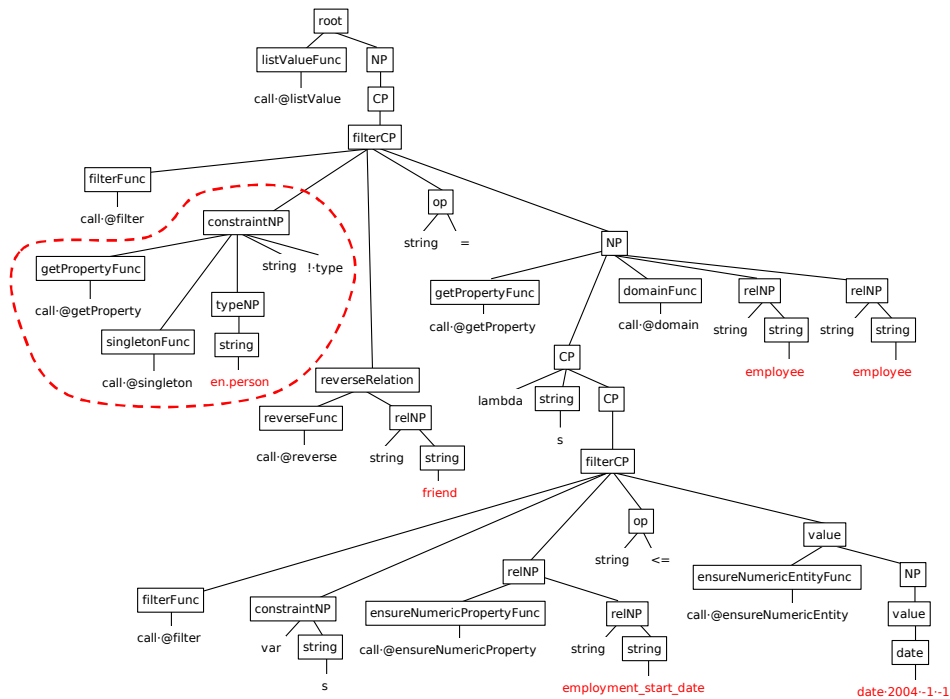 root
listValueFunc NP
call·@listValue CP
filterCP
filterFunc op
call·@filter constraintNP string = NP
getPropertyFunc string !·type getPropertyFunc domainFunc relNP relNP
call·@getProperty typeNP call·@getProperty call·@domain string string string string
singletonFunc string CP employee employee
call·@singleton en.person reverseRelation lambda string CP
reverseFunc relNP s
call·@reverse string string filterCP
friend
op value
string <=
relNP ensureNumericEntityFunc NP
filterFunc constraintNP ensureNumericPropertyFunc relNP call·@ensureNumericEntity value
call·@filter var string call·@ensureNumericProperty string string date
s employment_start_date date·2004·-1·-1